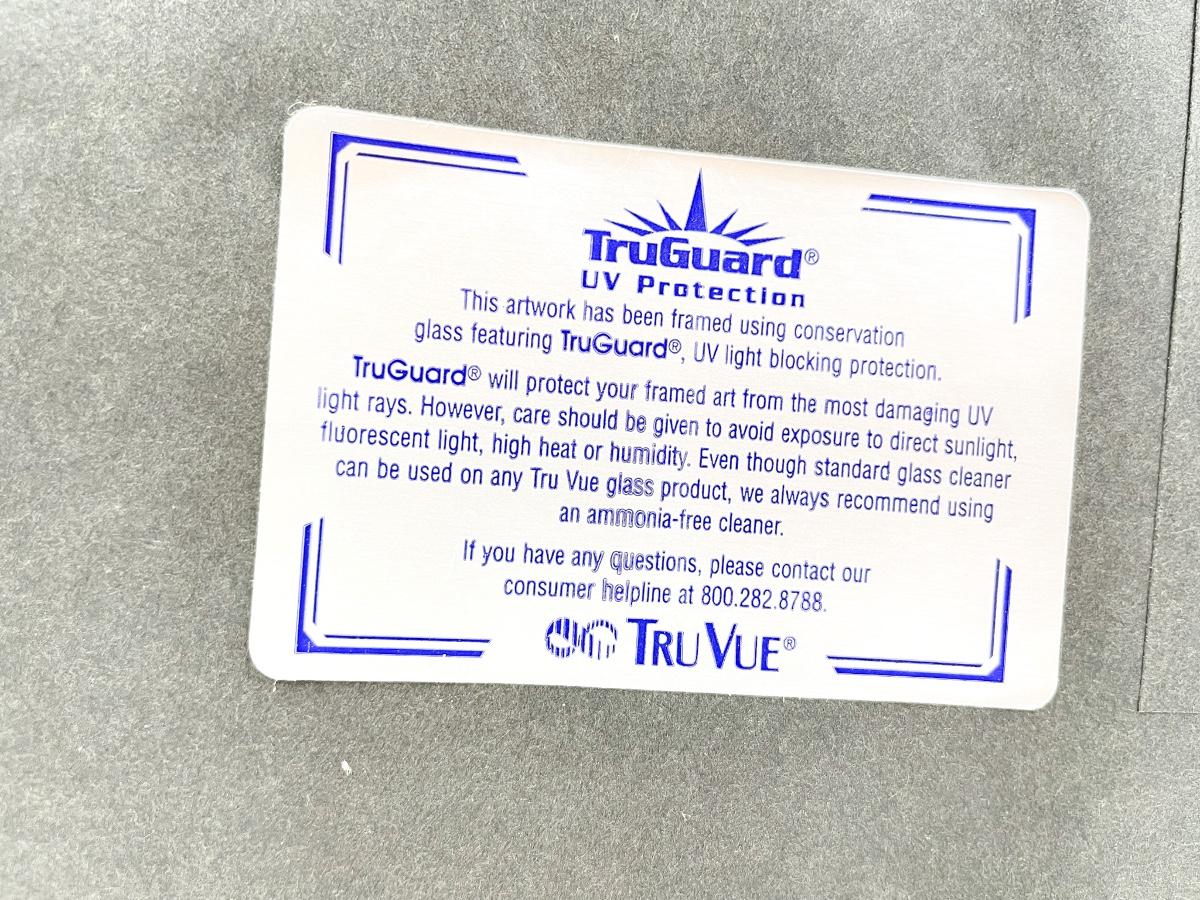 TruGuard®
UV Protection
This artwork has been framed using conservation
glass featuring TruGuard®, UV light blocking protection.
TruGuard® will protect your framed art from the most damaging UV
light rays. However, care should be given to avoid exposure to direct sunlight,
fluorescent light, high heat or humidity. Even though standard glass cleaner
can be used on any Tru Vue glass product, we always recommend using
an ammonia-free cleaner.
If you have any questions, please contact our
consumer helpline at 800.282.8788.
TRU VUE®